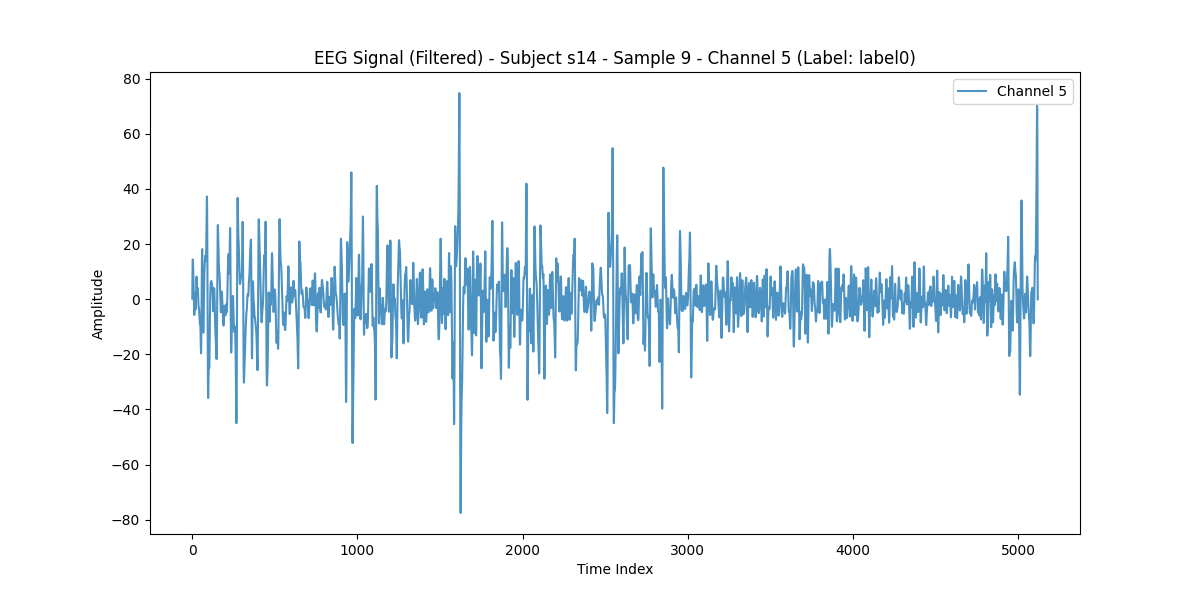 EEG Signal (Filtered) - Subject s14 - Sample 9 - Channel 5 (Label: label0)
Channel 5
80
60
40
20
0
−20
−40
−60
−80
Amplitude
0 1000 2000 3000 4000 5000
Time Index